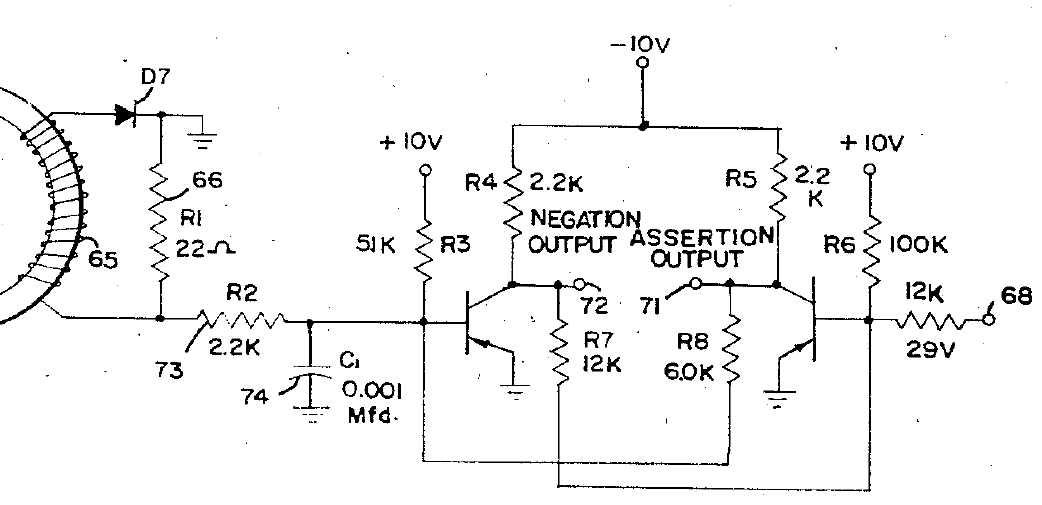 -10V
D7
+10V
+10V
66
R4
2.2K
R5
2.2
K
R1
22Ω
NEGATION
OUTPUT
ASSERTION
OUTPUT
51K
R3
R6
100K
65
R2
12K
68
72
71
2.2K
R7
12K
R8
6.0K
29V
73
C1
74
0.001
Mfd.